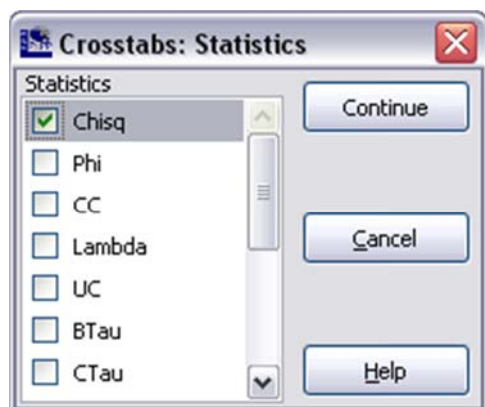 Crosstabs: Statistics
Statistics
Chisq
Phi
CC
Lambda
UC
BTau
CTau
Continue
Cancel
Help